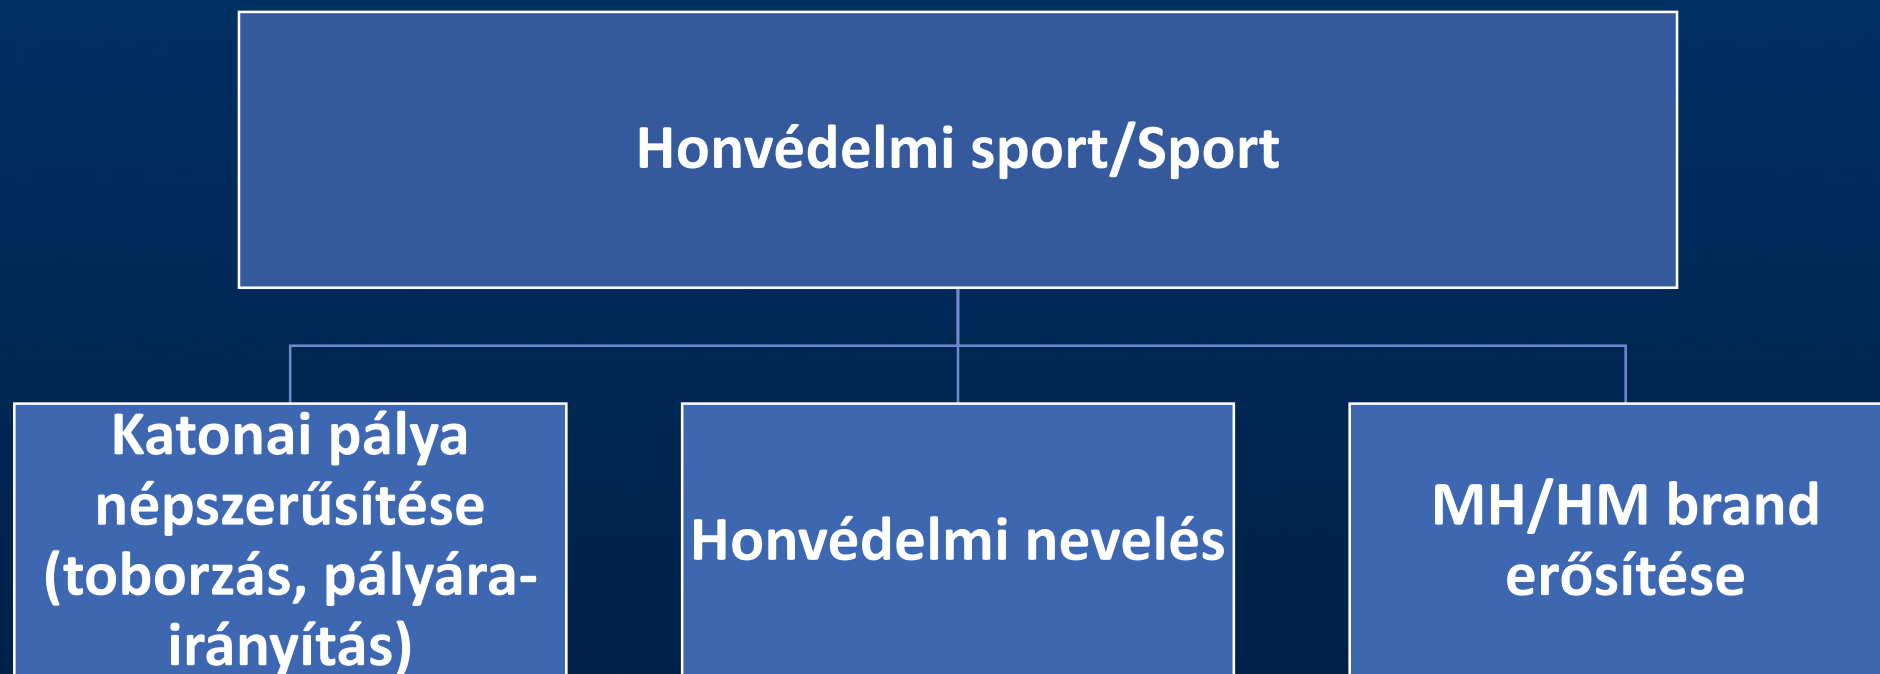 Honvédelmi sport/Sport
Katonai pálya
népszerűsítése
(toborzás, pályára-
irányítás)
Honvédelmi nevelés
MH/HM brand
erősítése